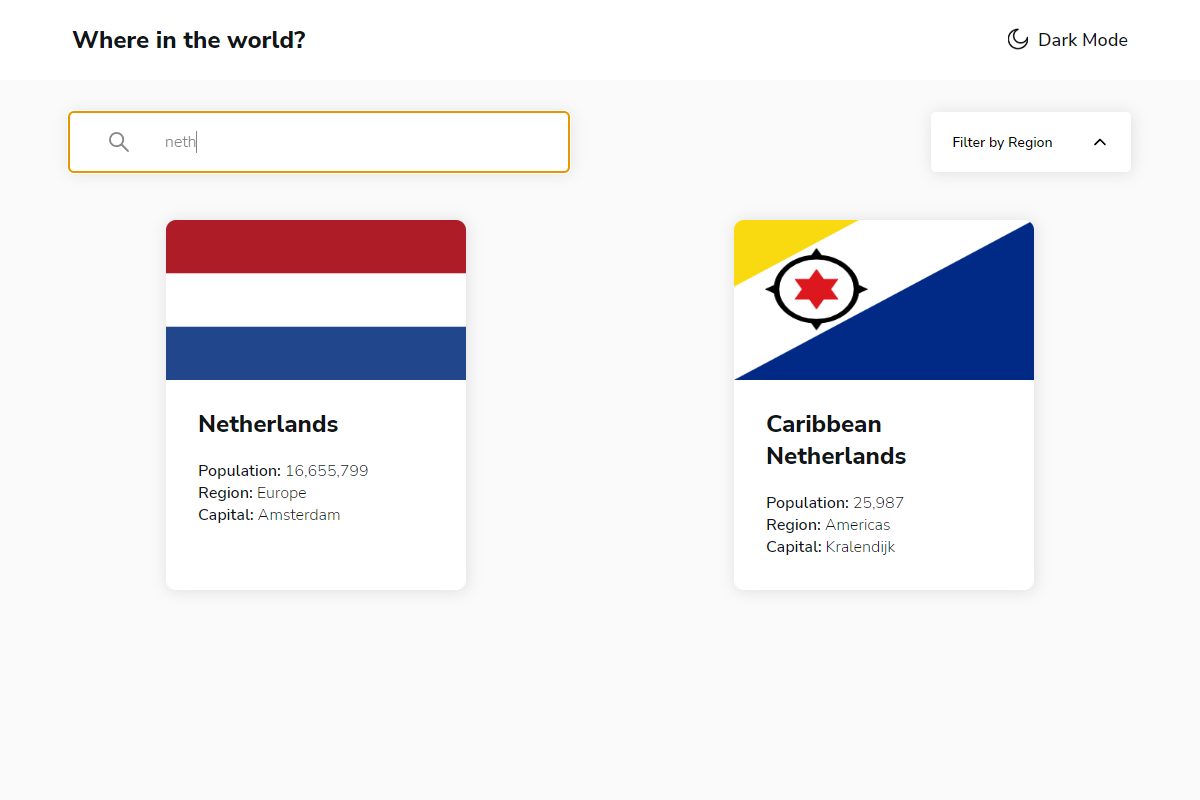 Where in the world?
Dark Mode
neth
Filter by Region
Netherlands
Population: 16,655,799
Region: Europe
Capital: Amsterdam
Caribbean
Netherlands
Population: 25,987
Region: Americas
Capital: Kralendijk